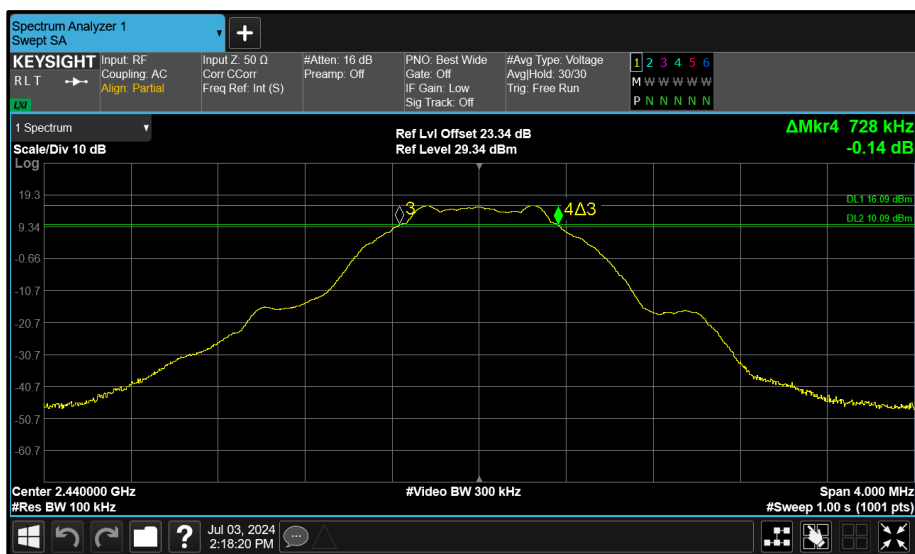 Spectrum Analyzer 1
Swept SA
+
KEYSIGHT
R L T
LXI
Input: RF
Coupling: AC
Align: Partial
Input Z: 50 Ω
Corr CCorr
Freq Ref: Int (S)
#Atten: 16 dB
Preamp: Off
PNO: Best Wide
Gate: Off
IF Gain: Low
Sig Track: Off
#Avg Type: Voltage
Avg|Hold: 30/30
Trig: Free Run
1 2 3 4 5 6
M W W W W W
P N N N N N
1 Spectrum
Scale/Div 10 dB
Ref Lvl Offset 23.34 dB
Ref Level 29.34 dBm
ΔMkr4 728 kHz
-0.14 dB
Log
19.3
9.34
-0.66
-10.7
-20.7
-30.7
-40.7
-50.7
-60.7
3
4Δ3
DL1 16.09 dBm
DL2 10.09 dBm
Center 2.440000 GHz
#Res BW 100 kHz
#Video BW 300 kHz
Span 4.000 MHz
#Sweep 1.00 s (1001 pts)
?
Jul 03, 2024
2:18:20 PM